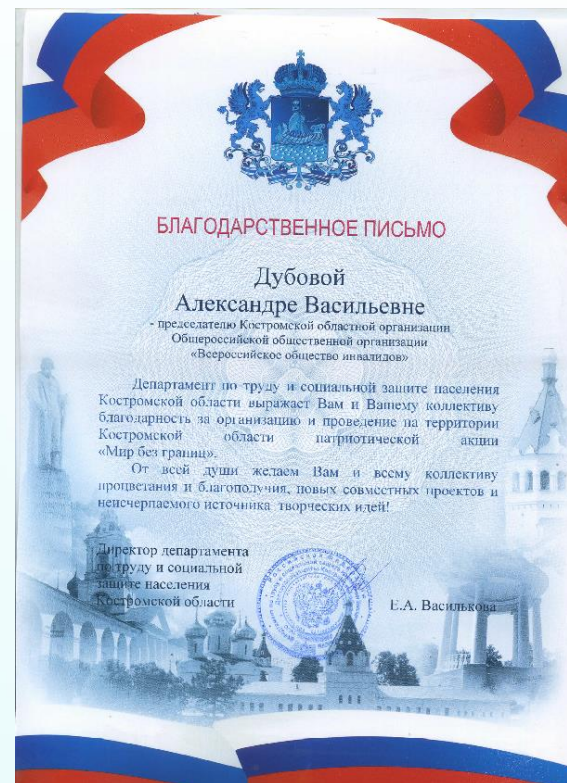 БЛАГОДАРСТВЕННОЕ ПИСЬМО
Дубовой
Александре Васильевне
- председателю Костромской областной организации
Общероссийской общественной организации
«Всероссийское общество инвалидов»
Департамент по труду и социальной защите населения
Костромской области выражает Вам и Вашему коллективу
благодарность за организацию и проведение на территории
Костромской области патриотической акции
«Мир без границ».
От всей души желаем Вам и всему коллективу
процветания и благополучия, новых совместных проектов и
неисчерпаемого источника творческих идей!
Директор департамента
по труду и социальной
защите населения
Костромской области
Е.А. Василькова